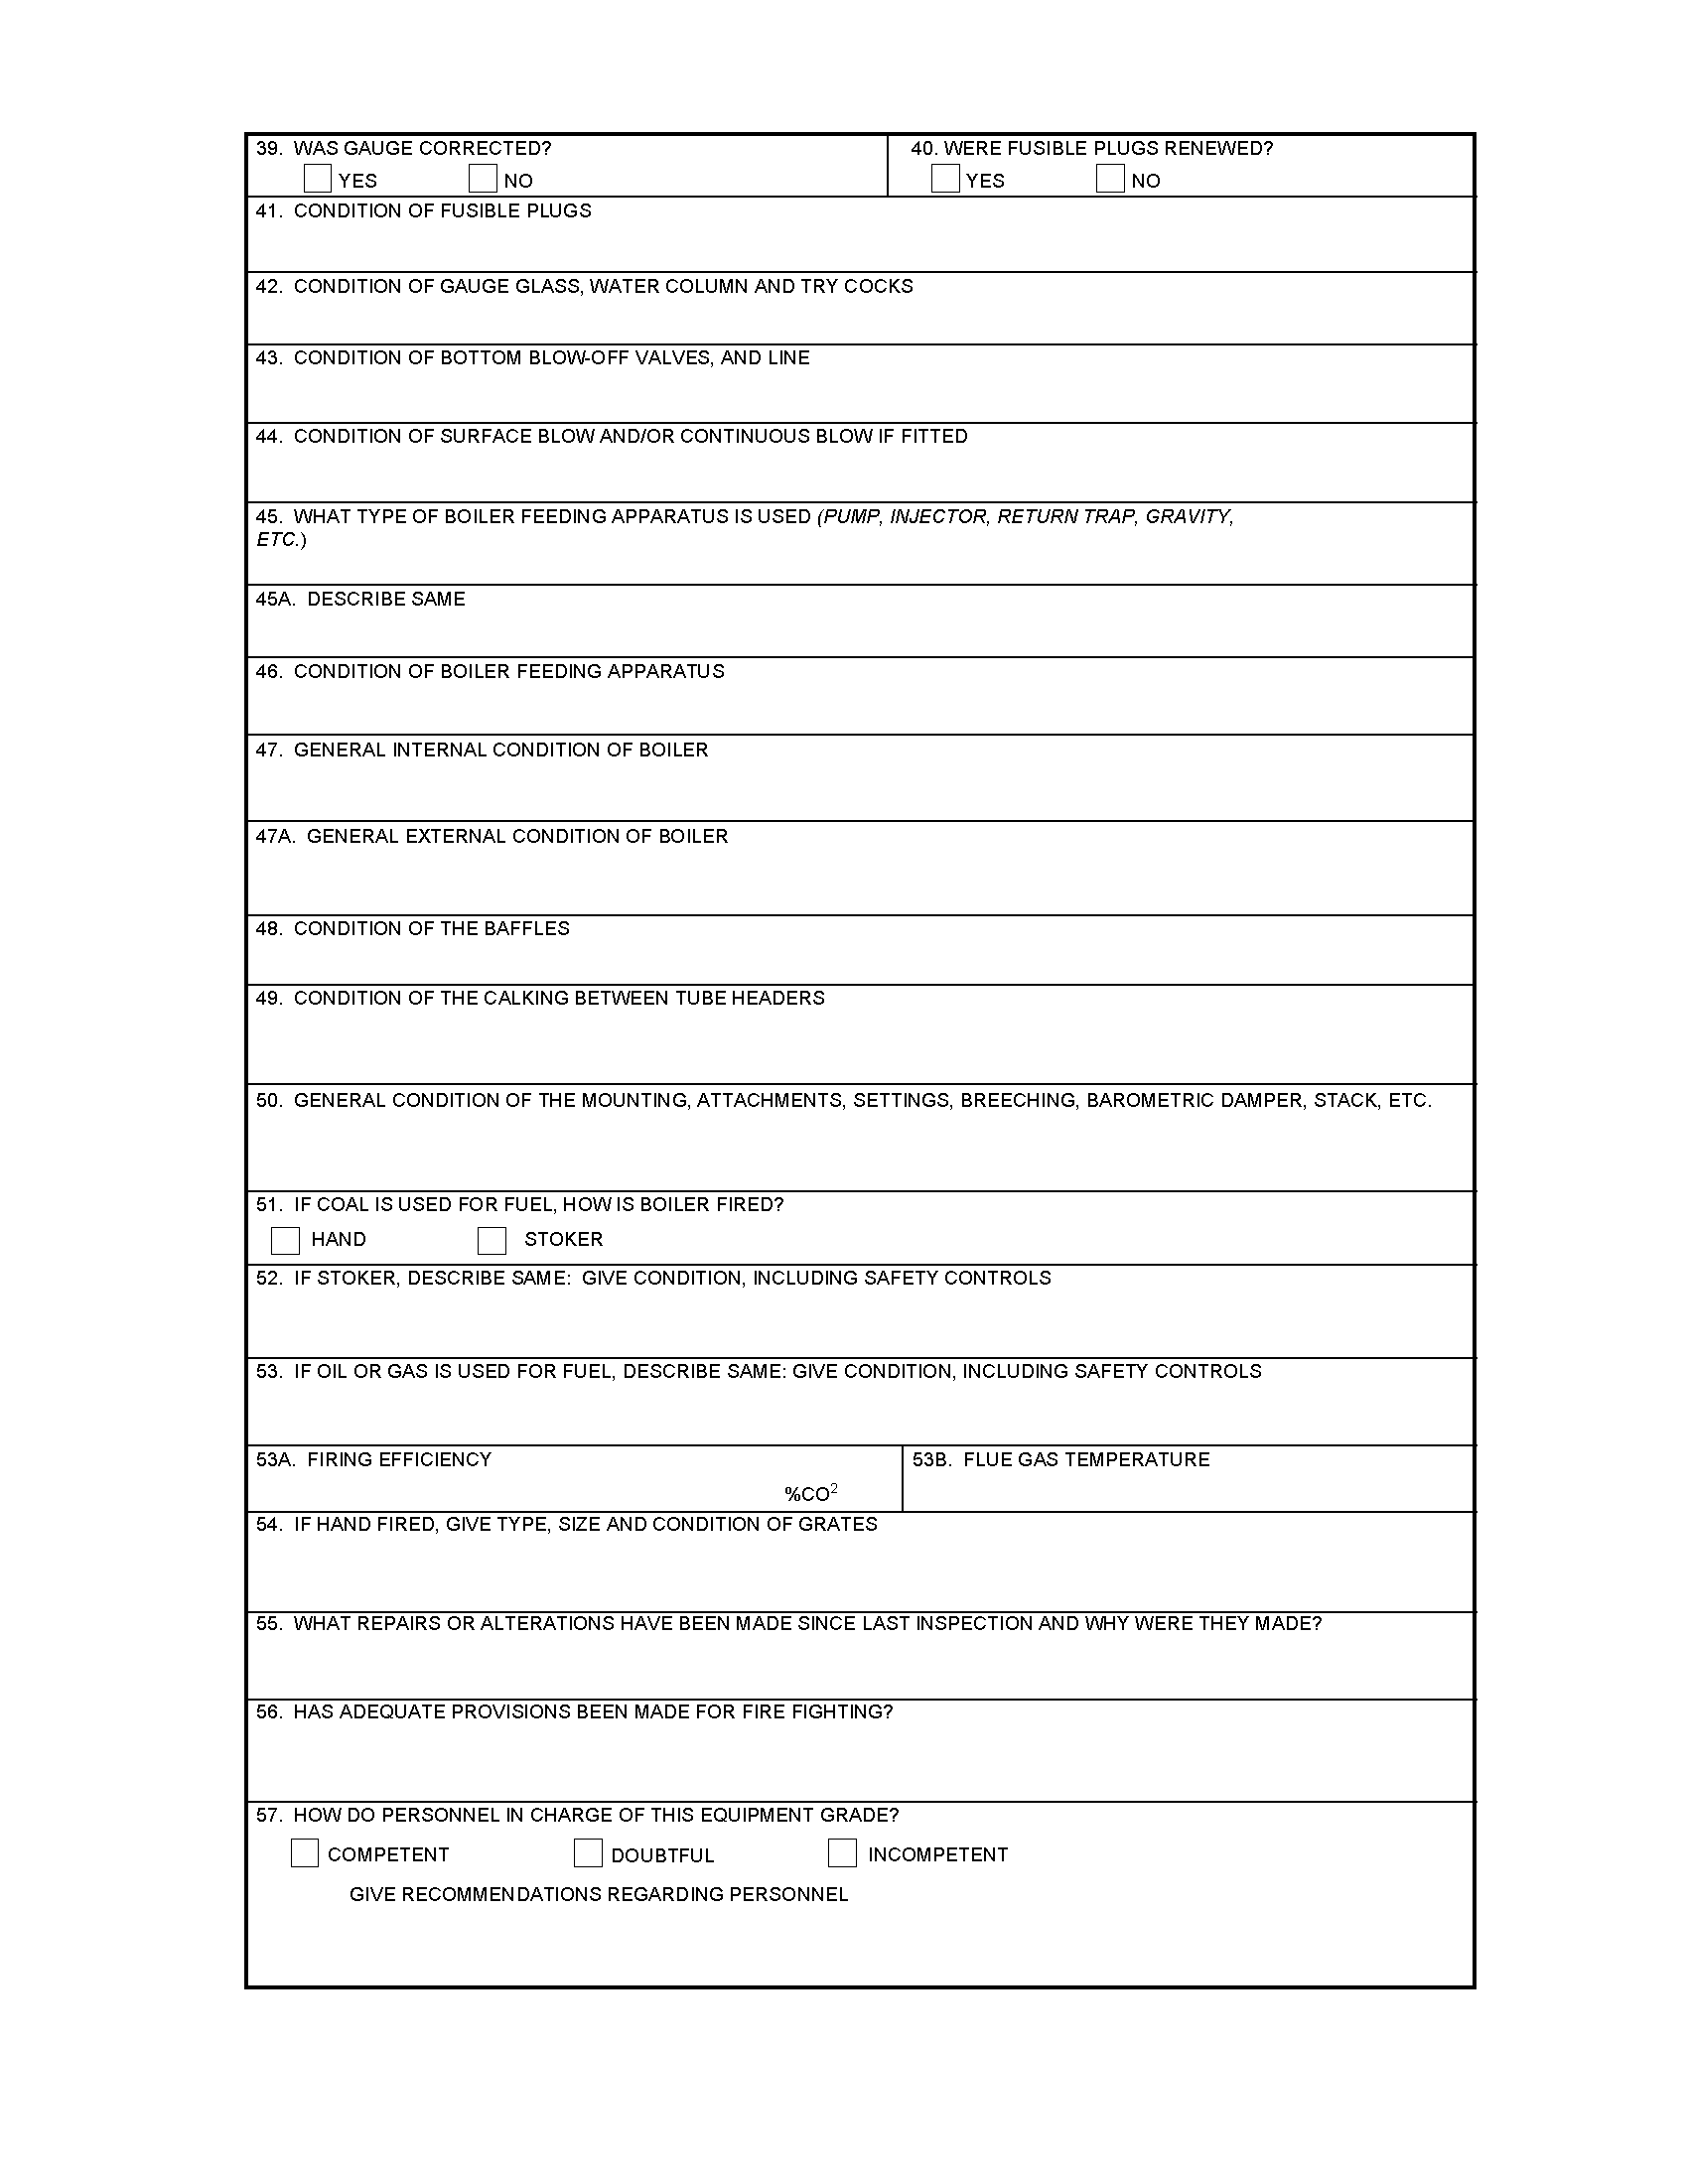 39. WAS GAUGE CORRECTED?
YES NO
40. WERE FUSIBLE PLUGS RENEWED?
YES NO
41. CONDITION OF FUSIBLE PLUGS
42. CONDITION OF GAUGE GLASS, WATER COLUMN AND TRY COCKS
43. CONDITION OF BOTTOM BLOW-OFF VALVES, AND LINE
44. CONDITION OF SURFACE BLOW AND/OR CONTINUOUS BLOW IF FITTED
45. WHAT TYPE OF BOILER FEEDING APPARATUS IS USED (PUMP, INJECTOR, RETURN TRAP, GRAVITY,
ETC.)
45A. DESCRIBE SAME
46. CONDITION OF BOILER FEEDING APPARATUS
47. GENERAL INTERNAL CONDITION OF BOILER
47A. GENERAL EXTERNAL CONDITION OF BOILER
48. CONDITION OF THE BAFFLES
49. CONDITION OF THE CALKING BETWEEN TUBE HEADERS
50. GENERAL CONDITION OF THE MOUNTING, ATTACHMENTS, SETTINGS, BREECHING, BAROMETRIC DAMPER, STACK, ETC.
51. IF COAL IS USED FOR FUEL, HOW IS BOILER FIRED?
HAND STOKER
52. IF STOKER, DESCRIBE SAME: GIVE CONDITION, INCLUDING SAFETY CONTROLS
53. IF OIL OR GAS IS USED FOR FUEL, DESCRIBE SAME: GIVE CONDITION, INCLUDING SAFETY CONTROLS
53A. FIRING EFFICIENCY
%CO²
53B. FLUE GAS TEMPERATURE
54. IF HAND FIRED, GIVE TYPE, SIZE AND CONDITION OF GRATES
55. WHAT REPAIRS OR ALTERATIONS HAVE BEEN MADE SINCE LAST INSPECTION AND WHY WERE THEY MADE?
56. HAS ADEQUATE PROVISIONS BEEN MADE FOR FIRE FIGHTING?
57. HOW DO PERSONNEL IN CHARGE OF THIS EQUIPMENT GRADE?
COMPETENT DOUBTFUL INCOMPETENT
GIVE RECOMMENDATIONS REGARDING PERSONNEL